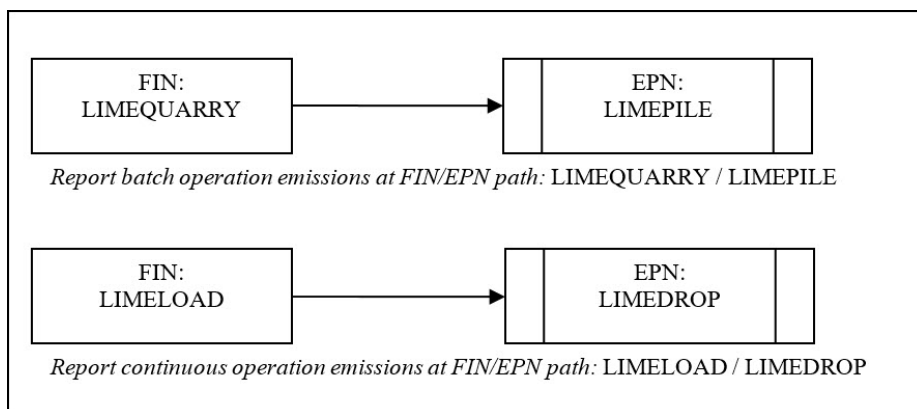 FIN:
LIMEQUARRY
EPN:
LIMEPILE
Report batch operation emissions at FIN/EPN path: LIMEQUARRY / LIMEPILE
FIN:
LIMELOAD
EPN:
LIMEDROP
Report continuous operation emissions at FIN/EPN path: LIMELOAD / LIMEDROP